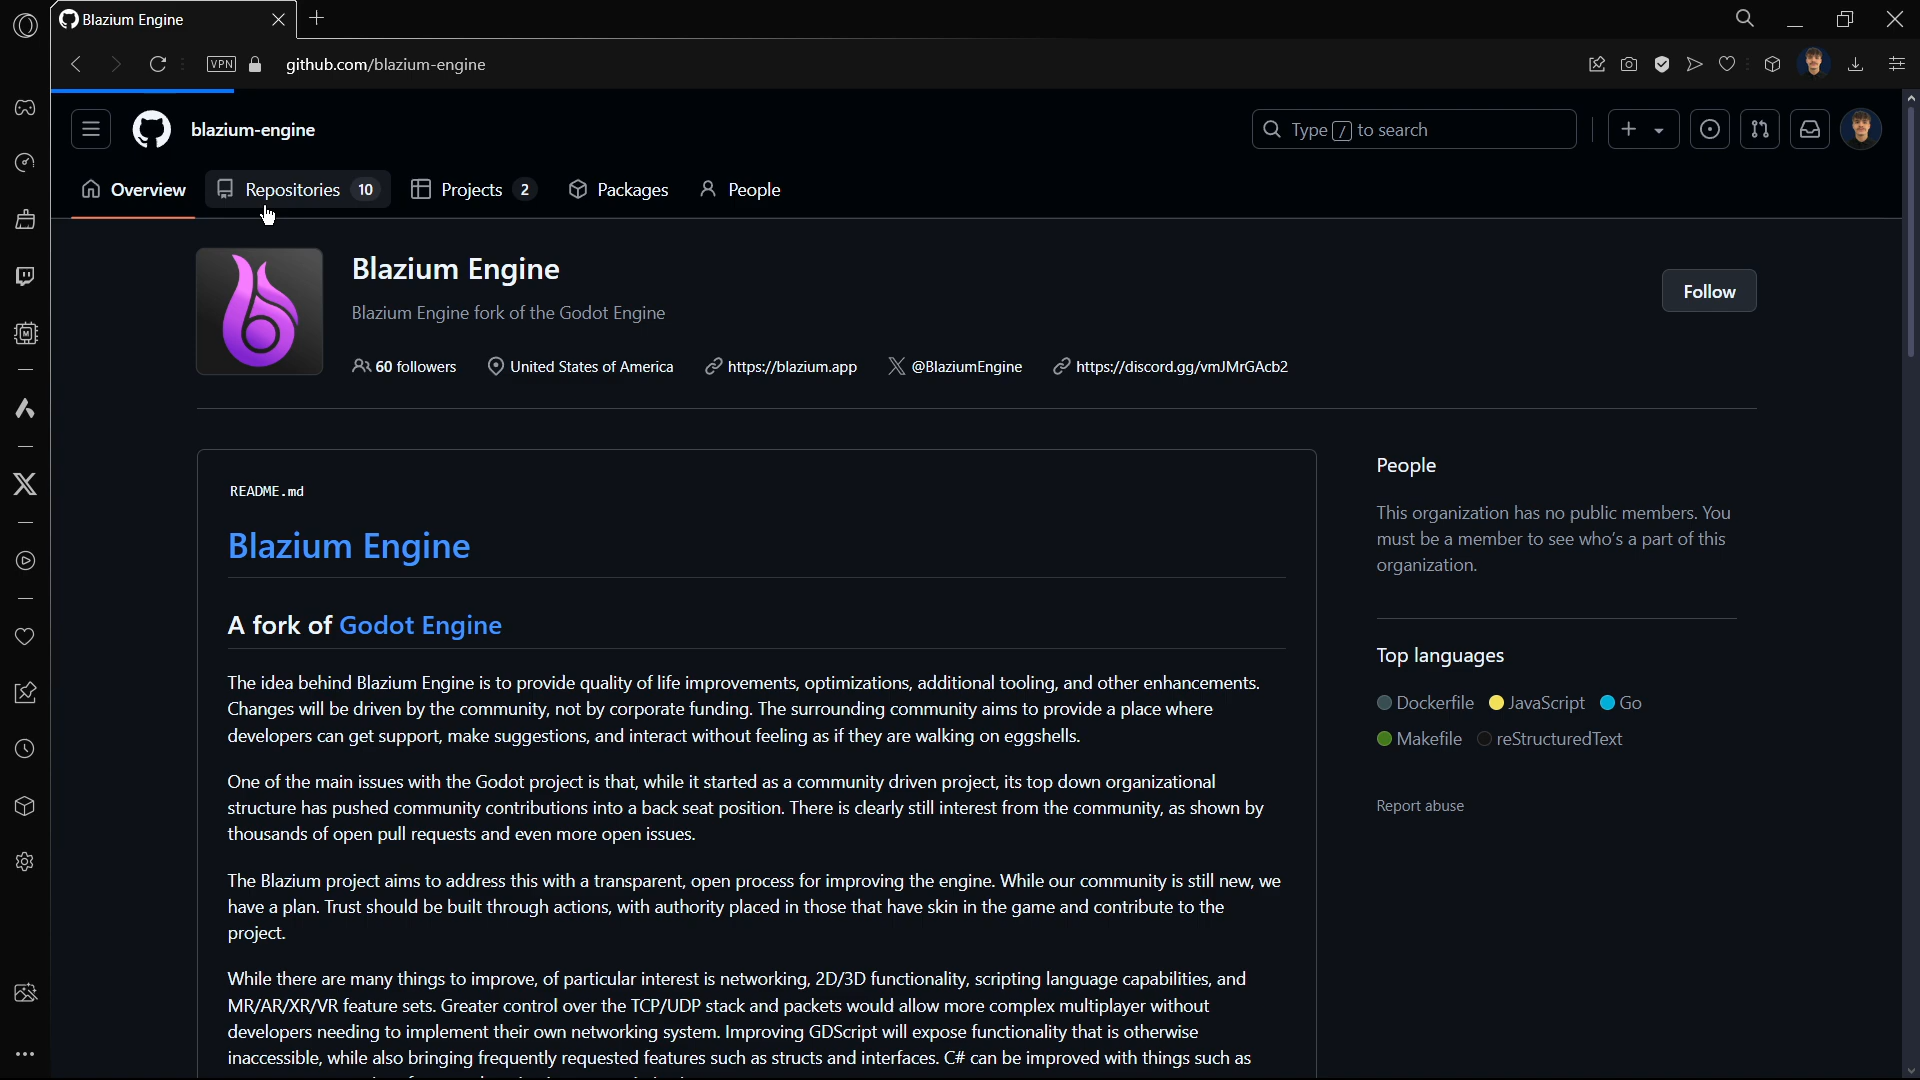 Blazium Engine
VPN
github.com/blazium-engine
blazium-engine
Type / to search
Overview
Repositories 10
Projects 2
Packages
People
Blazium Engine
Follow
Blazium Engine fork of the Godot Engine
60 followers
United States of America
https://blazium.app
@BlaziumEngine
https://discord.gg/vmJMrGAcb2
README.md
Blazium Engine
A fork of Godot Engine
The idea behind Blazium Engine is to provide quality of life improvements, optimizations, additional tooling, and other enhancements.
Changes will be driven by the community, not by corporate funding. The surrounding community aims to provide a place where
developers can get support, make suggestions, and interact without feeling as if they are walking on eggshells.
One of the main issues with the Godot project is that, while it started as a community driven project, its top down organizational
structure has pushed community contributions into a back seat position. There is clearly still interest from the community, as shown by
thousands of open pull requests and even more open issues.
The Blazium project aims to address this with a transparent, open process for improving the engine. While our community is still new, we
have a plan. Trust should be built through actions, with authority placed in those that have skin in the game and contribute to the
project.
While there are many things to improve, of particular interest is networking, 2D/3D functionality, scripting language capabilities, and
MR/AR/XR/VR feature sets. Greater control over the TCP/UDP stack and packets would allow more complex multiplayer without
developers needing to implement their own networking system. Improving GDScript will expose functionality that is otherwise
inaccessible, while also bringing frequently requested features such as structs and interfaces. C# can be improved with things such as
People
This organization has no public members. You
must be a member to see who's a part of this
organization.
Top languages
Dockerfile JavaScript Go
Makefile reStructuredText
Report abuse